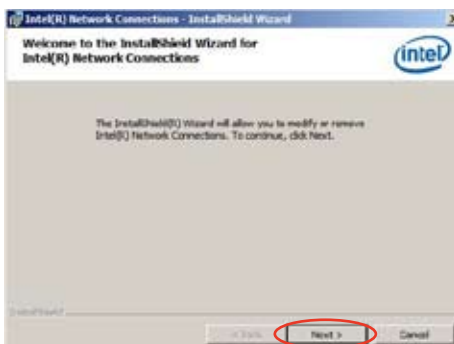 Intel(R) Network Connections - InstallShield Wizard
Welcome to the InstallShield Wizard for
Intel(R) Network Connections
intel
The InstallShield(R) Wizard will allow you to modify or remove
Intel(R) Network Connections. To continue, click Next.
InstallShield
< Back
Next >
Cancel